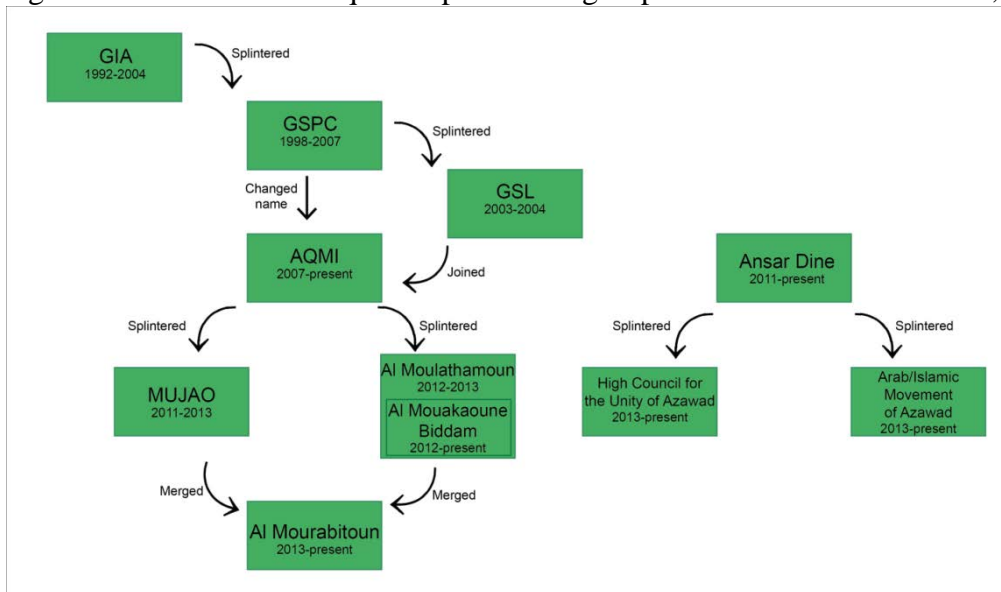 GIA
1992-2004
Splintered
GSPC
1998-2007
Splintered
Changed
name
GSL
2003-2004
AQMI
2007-present
Joined
Ansar Dine
2011-present
Splintered
Splintered
Splintered
Splintered
MUJAO
2011-2013
Al Moulathamoun
2012-2013
Al Mouakaoune
Biddam
2012-present
High Council for
the Unity of Azawad
2013-present
Arab/Islamic
Movement
of Azawad
2013-present
Merged
Merged
Al Mourabitoun
2013-present